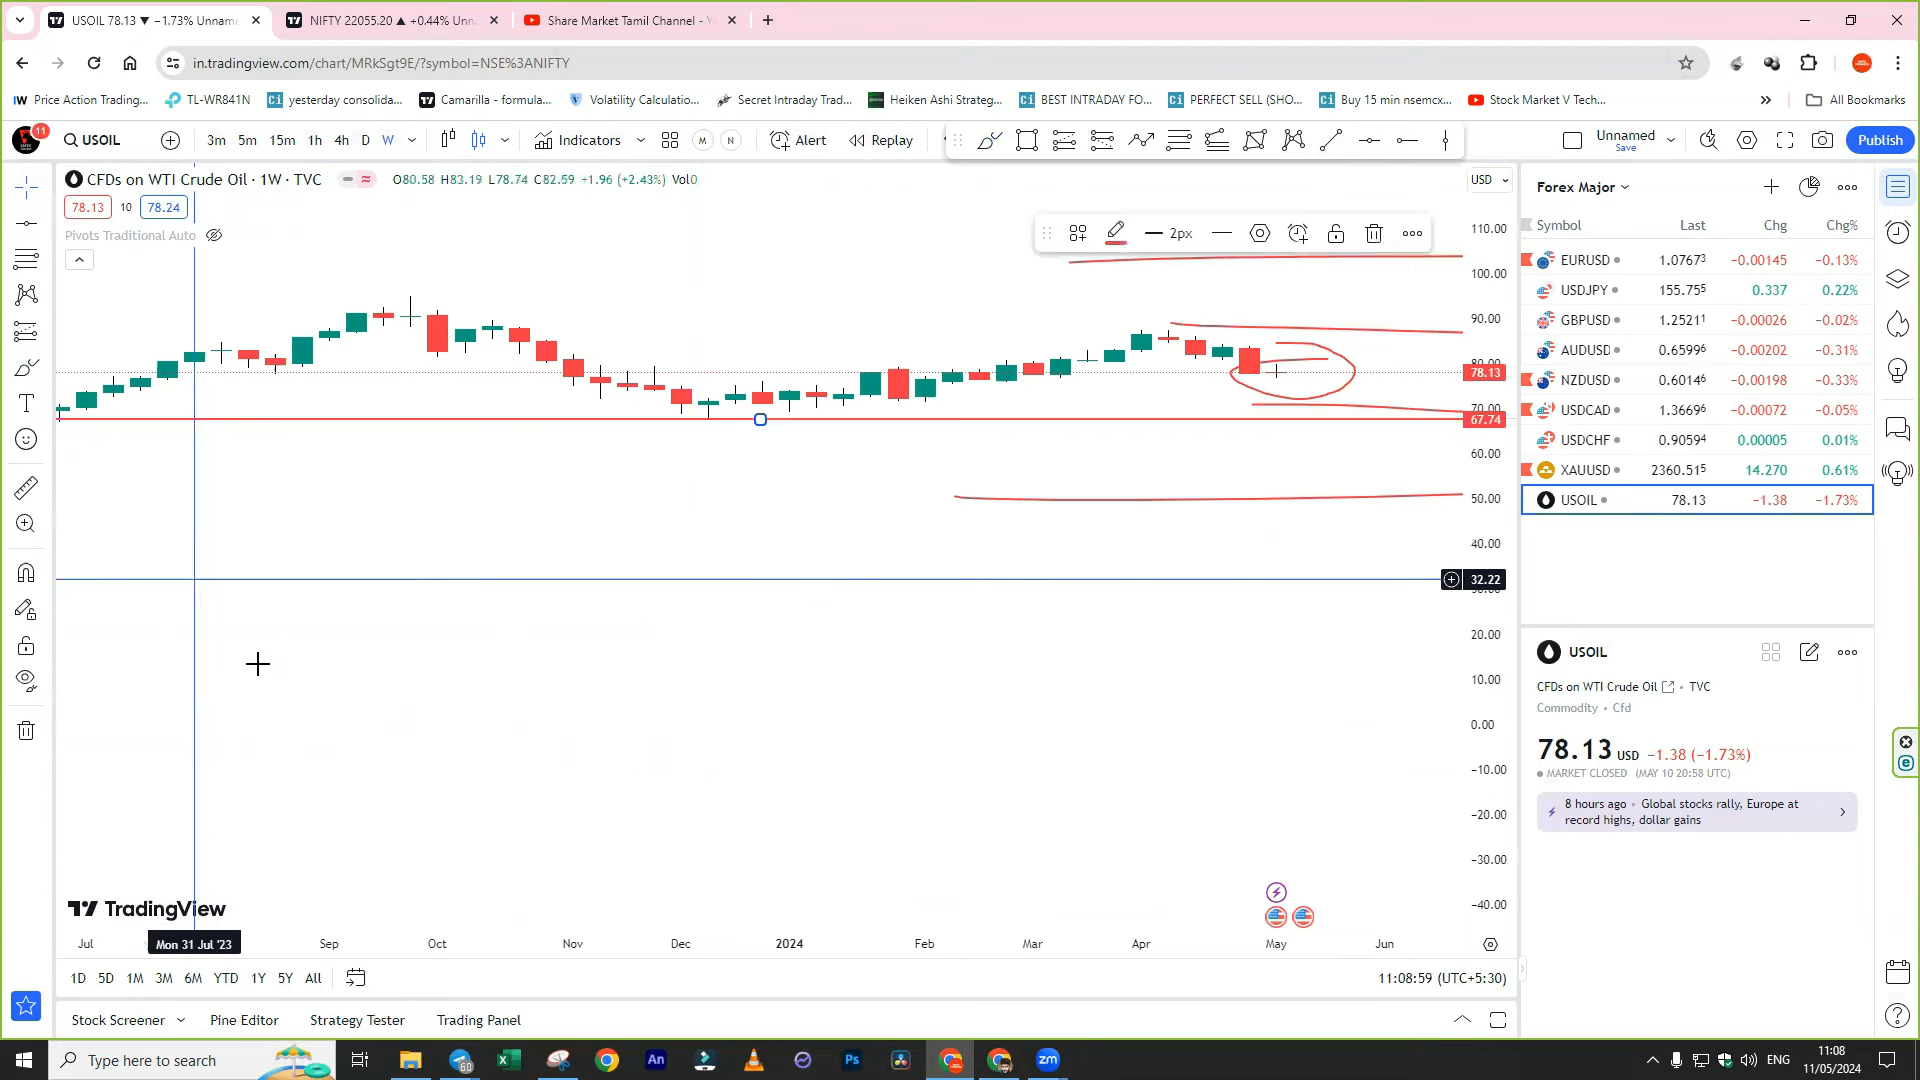 USOIL 78.13 ▼ −1.73% Unname
NIFTY 22055.20 ▲ +0.44% Unn
Share Market Tamil Channel - Y
in.tradingview.com/chart/MRkSgt9E/?symbol=NSE%3ANIFTY
Price Action Trading...
TL-WR841N
yesterday consolida...
Camarilla - formula...
Volatility Calculatio...
Secret Intraday Trad...
Heiken Ashi Strateg...
BEST INTRADAY FO...
PERFECT SELL (SHO...
Buy 15 min nsemcx...
Stock Market V Tech...
All Bookmarks
11
USOIL
3m 5m 15m 1h 4h D W
Indicators
M
N
Alert
Replay
Unnamed
Save
Publish
CFDs on WTI Crude Oil · 1W · TVC
O80.58 H83.19 L78.74 C82.59 +1.96 (+2.43%) Vol0
78.13 10 78.24
Pivots Traditional Auto
2px
USD
110.00
100.00
90.00
80.00
78.13
70.00
67.74
60.00
50.00
40.00
32.22
30.00
20.00
10.00
0.00
−10.00
−20.00
−30.00
−40.00
TradingView
Jul
Mon 31 Jul '23
Sep
Oct
Nov
Dec
2024
Feb
Mar
Apr
May
Jun
1D 5D 1M 3M 6M YTD 1Y 5Y All
11:08:59 (UTC+5:30)
Stock Screener
Pine Editor
Strategy Tester
Trading Panel
Forex Major
Symbol Last Chg Chg%
EURUSD 1.07673 −0.00145 −0.13%
USDJPY 155.755 0.337 0.22%
GBPUSD 1.25211 −0.00026 −0.02%
AUDUSD 0.65996 −0.00202 −0.31%
NZDUSD 0.60146 −0.00198 −0.33%
USDCAD 1.36696 −0.00072 −0.05%
USDCHF 0.90594 0.00005 0.01%
XAUUSD 2360.515 14.270 0.61%
USOIL 78.13 −1.38 −1.73%
USOIL
CFDs on WTI Crude Oil • TVC
Commodity • Cfd
78.13 USD −1.38 (−1.73%)
MARKET CLOSED (MAY 10 20:58 UTC)
8 hours ago • Global stocks rally, Europe at
record highs, dollar gains
Type here to search
60
An
Ps
zm
ENG
11:08
11/05/2024